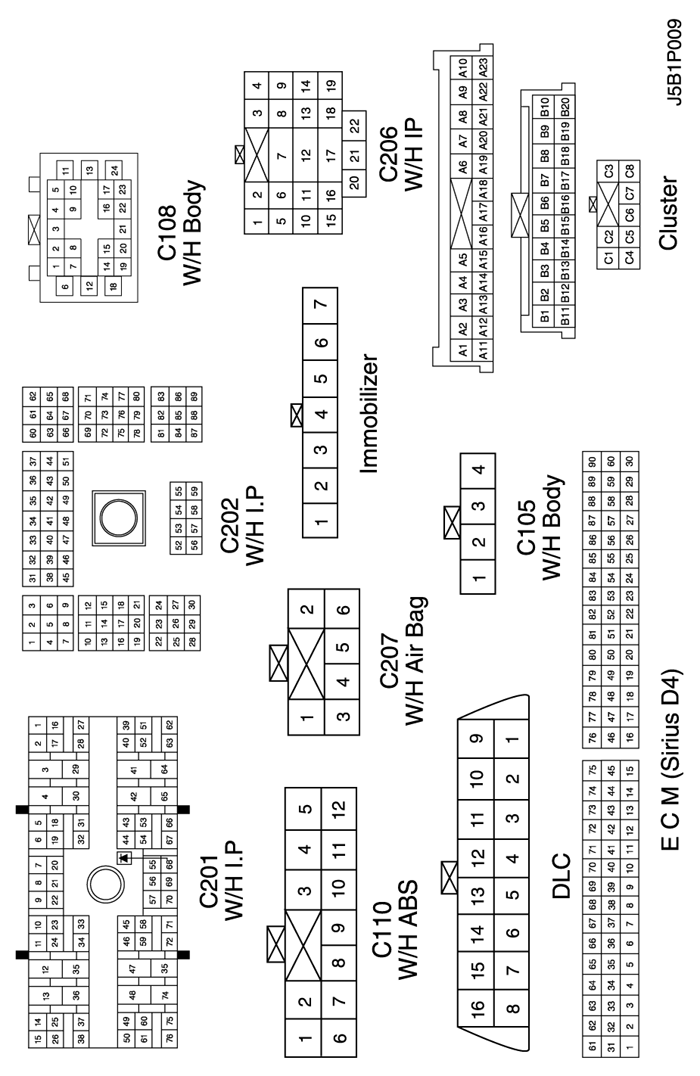 15 14 13 12 11 10 9 8 7 6 5 4 3 2 1
26 25 24 23 22 21 20 19 18 17 16
38 37 36 35 34 33 32 31 30 29 28 27
50 49 48 47 46 45 44 43 42 41 40 39
61 60 59 58 57 56 55 54 53 52 51
76 75 74 35 72 71 70 69 68 67 66 65 64 63 62
C201
W/H I.P
1 2 3
4 5 6
7 8 9
10 11 12
13 14 15
16 17 18
19 20 21
22 23 24
25 26 27
28 29 30
31 32 33 34 35 36 37
38 39 40 41 42 43 44
45 46 47 48 49 50 51
52 53 54 55
56 57 58 59
60 61 62
63 64 65
66 67 68
69 70 71
72 73 74
75 76 77
78 79 80
81 82 83
84 85 86
87 88 89
C202
W/H I.P
1 2 3 4 5
6 11
7 8 9 10
12 13
14 15 16 17
18 24
19 20 21 22 23
C108
W/H Body
1 2 3 4 5
6 7 8 9 10 11 12
C110
W/H ABS
1 2
3 4 5 6
C207
W/H Air Bag
1 2 3 4 5 6 7
Immobilizer
1 2 3 4
5 6 7 8 9
10 11 12 13 14
15 16 17 18 19
20 21 22
C206
W/H IP
16 15 14 13 12 11 10 9
8 7 6 5 4 3 2 1
DLC
1 2 3 4
C105
W/H Body
A1 A2 A3 A4 A5 A6 A7 A8 A9 A10
A11 A12 A13 A14 A15 A16 A17 A18 A19 A20 A21 A22 A23
B1 B2 B3 B4 B5 B6 B7 B8 B9 B10
B11 B12 B13 B14 B15 B16 B17 B18 B19 B20
C1 C2 C3
C4 C5 C6 C7 C8
Cluster
61 62 63 64 65 66 67 68 69 70 71 72 73 74 75
31 32 33 34 35 36 37 38 39 40 41 42 43 44 45
1 2 3 4 5 6 7 8 9 10 11 12 13 14 15
76 77 78 79 80 81 82 83 84 85 86 87 88 89 90
46 47 48 49 50 51 52 53 54 55 56 57 58 59 60
16 17 18 19 20 21 22 23 24 25 26 27 28 29 30
E C M (Sirius D4)
J5B1P009